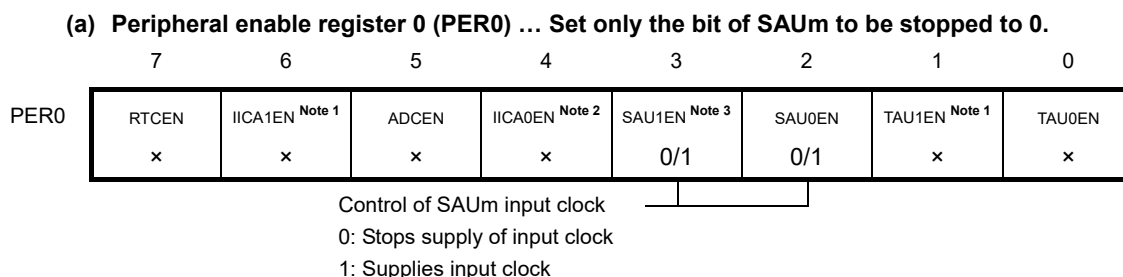 (a) Peripheral enable register 0 (PER0) … Set only the bit of SAUm to be stopped to 0.
7 6 5 4 3 2 1 0
PER0 RTCEN IICA1EN Note 1 ADCEN IICA0EN Note 2 SAU1EN Note 3 SAU0EN TAU1EN Note 1 TAU0EN
× × × × 0/1 0/1 × ×
Control of SAUm input clock
0: Stops supply of input clock
1: Supplies input clock